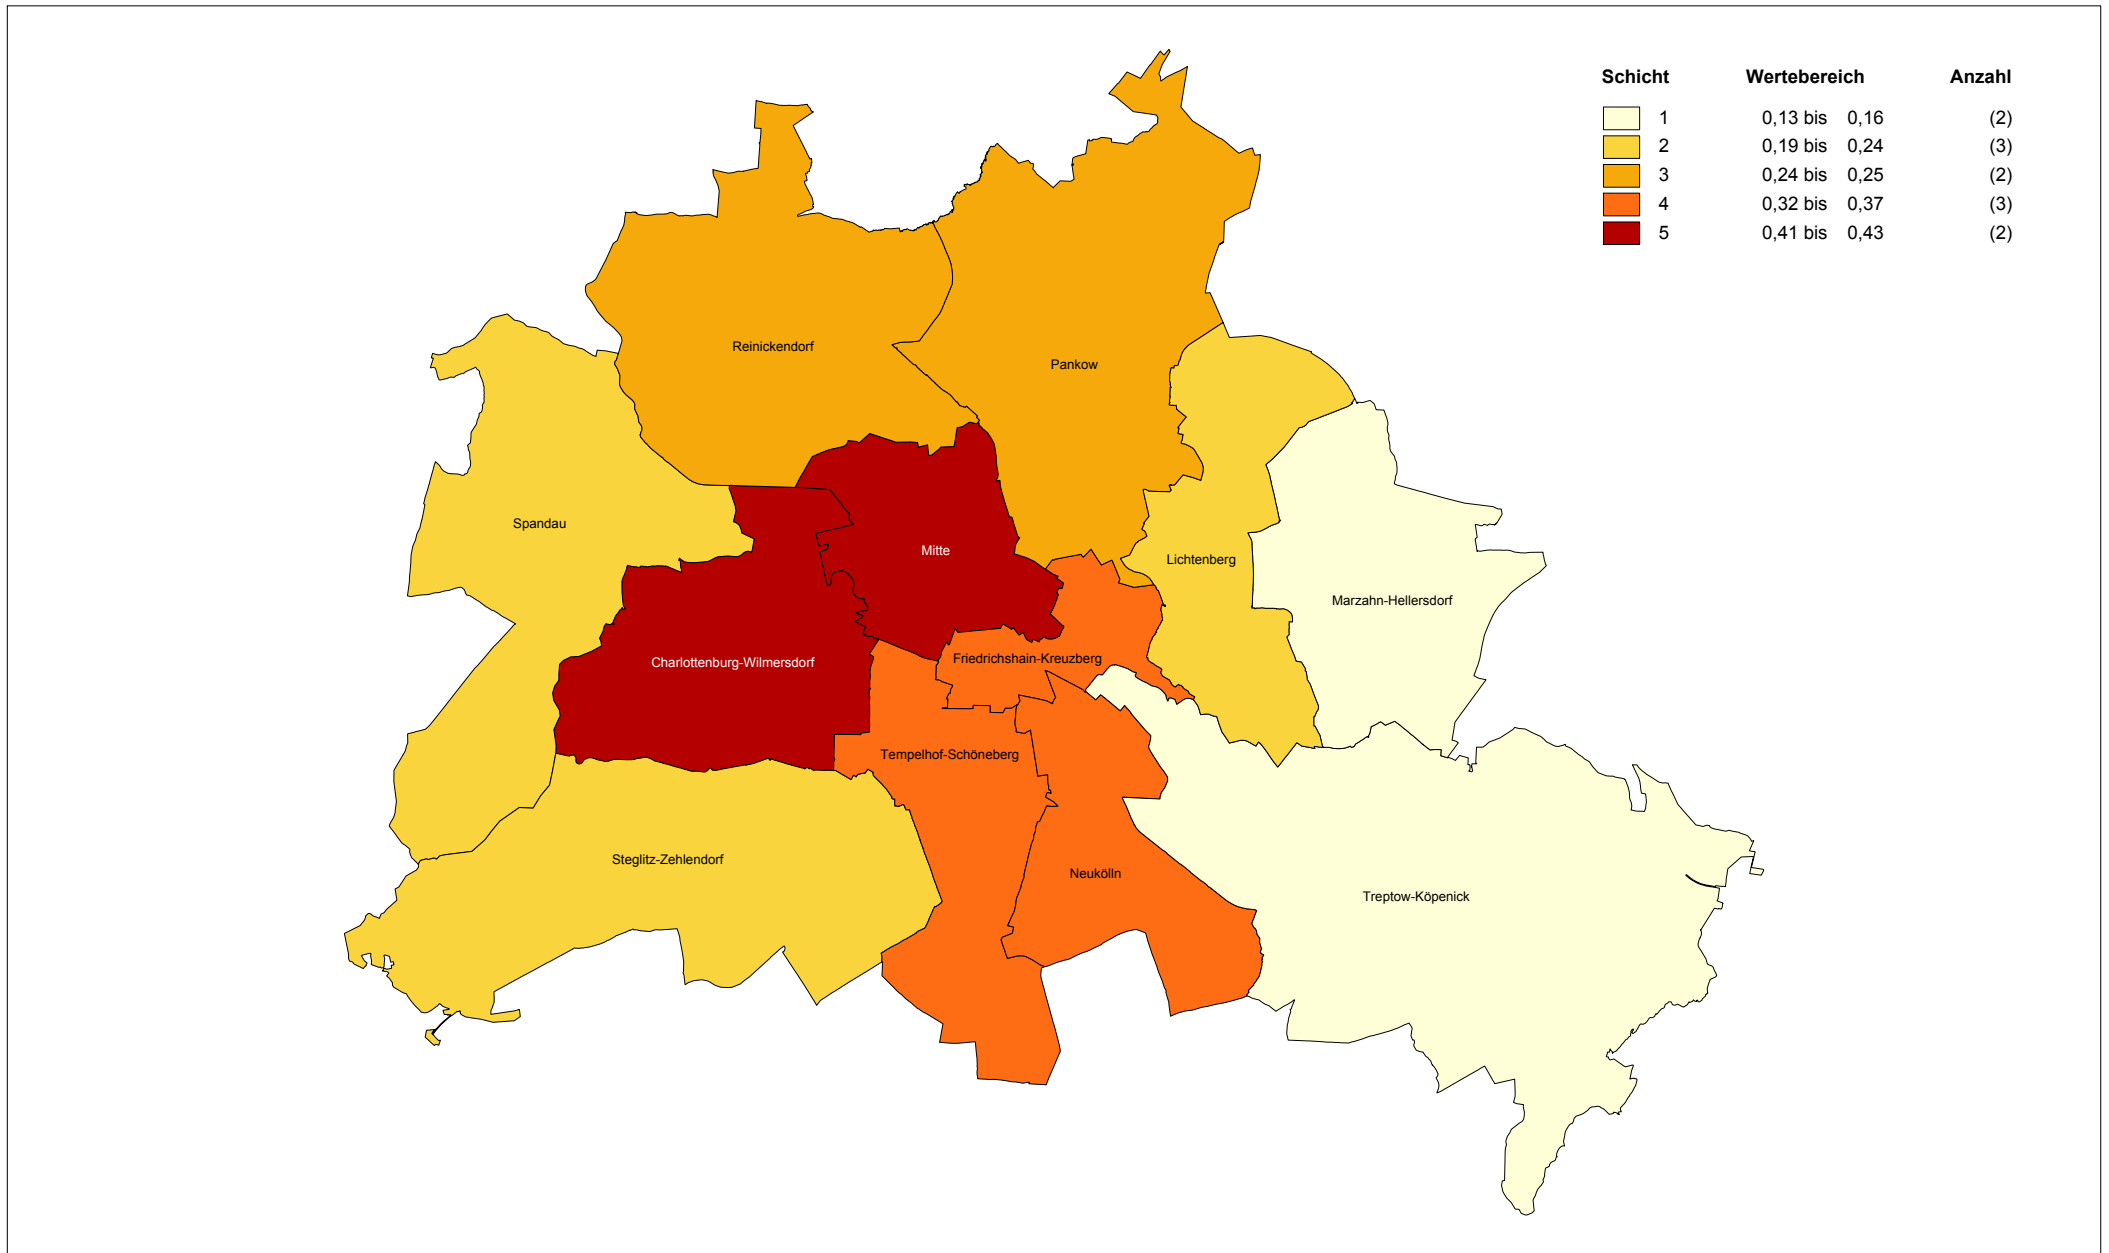 Schicht Wertebereich Anzahl
1 0,13 bis 0,16 (2)
2 0,19 bis 0,24 (3)
3 0,24 bis 0,25 (2)
4 0,32 bis 0,37 (3)
5 0,41 bis 0,43 (2)
Reinickendorf
Pankow
Spandau
Mitte
Lichtenberg
Marzahn-Hellersdorf
Charlottenburg-Wilmersdorf
Friedrichshain-Kreuzberg
Tempelhof-Schöneberg
Steglitz-Zehlendorf
Neukölln
Treptow-Köpenick